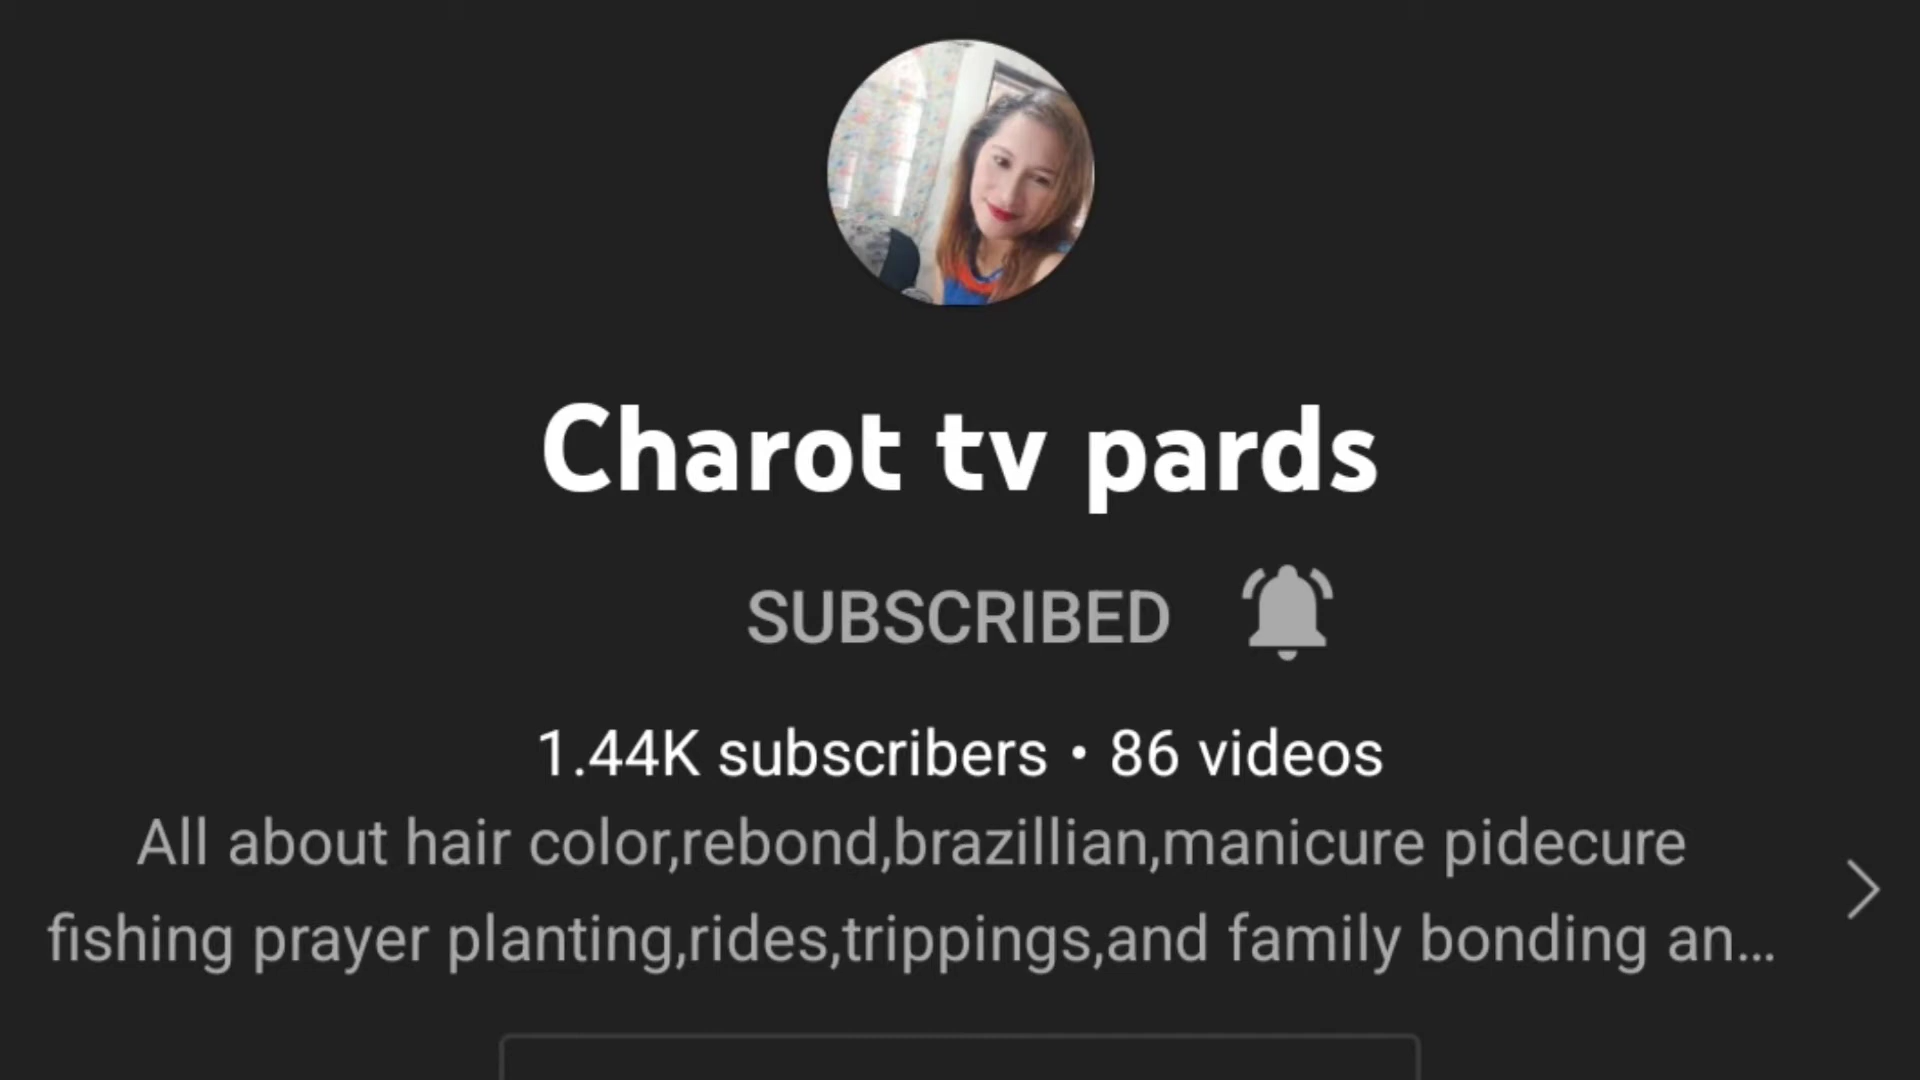 Charot tv pards
SUBSCRIBED
1.44K subscribers • 86 videos
All about hair color,rebond,brazillian,manicure pidecure
fishing prayer planting,rides,trippings,and family bonding an...